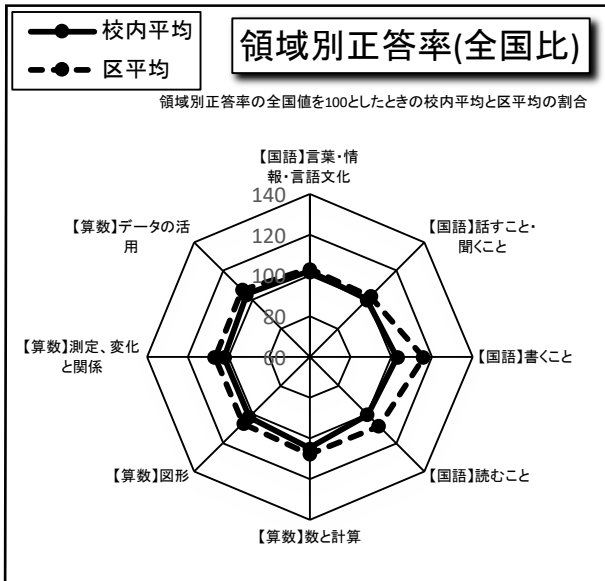 校内平均
区平均
領域別正答率(全国比)
領域別正答率の全国値を100としたときの校内平均と区平均の割合
【国語】言葉・情
報・言語文化
【国語】話すこと・
聞くこと
【国語】書くこと
【国語】読むこと
【算数】数と計算
【算数】図形
【算数】測定、変化
と関係
【算数】データの活
用
140
120
100
80
60